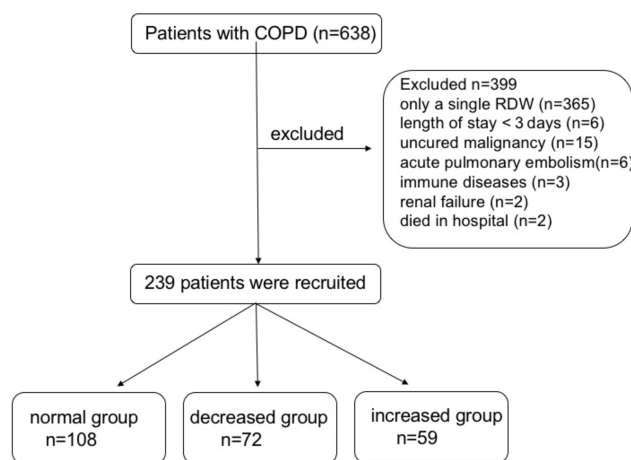 Patients with COPD (n=638)
Excluded n=399
only a single RDW (n=365)
length of stay < 3 days (n=6)
uncured malignancy (n=15)
acute pulmonary embolism(n=6)
immune diseases (n=3)
renal failure (n=2)
died in hospital (n=2)
excluded
239 patients were recruited
normal group
n=108
decreased group
n=72
increased group
n=59